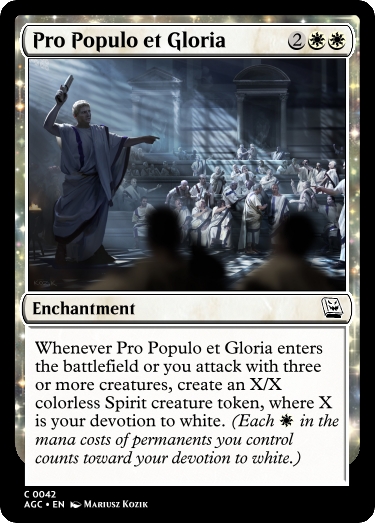 Pro Populo et Gloria 2
Enchantment
Whenever Pro Populo et Gloria enters
the battlefield or you attack with three
or more creatures, create an X/X
colorless Spirit creature token, where X
is your devotion to white. (Each in the
mana costs of permanents you control
counts toward your devotion to white.)
C 0042
AGC • EN Mariusz Kozik